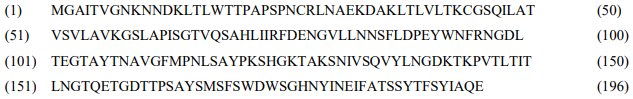 (1) MGAITVGNKNNDKLTLWTTPAPSPNCRLNAEKDAKLTLVLTKCGSQILAT (50)
(51) VSVLAVKGSLAPISGTVQSAHLIIRFDENGVLLNNSFLDPEYWNFRNGDL (100)
(101) TEGTAYTNAVGFMPNLSAYPKSHGKTAKSNIVSQVYLNGDKTKPVTLTIT (150)
(151) LNGTQETGDTTPSAYSMSFSWDWSGHNYINEIFATSSYTFSYIAQE (196)